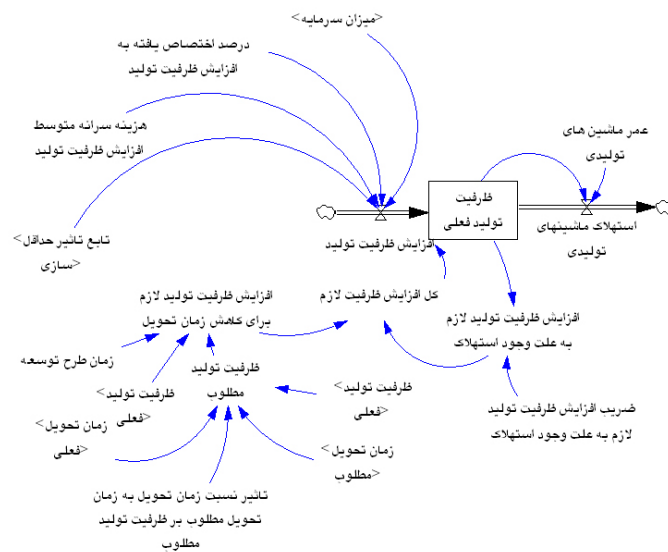 <میزان سرمایه>
درصد اختصاص یافته به
افزایش ظرفیت تولید
هزینه سرانه متوسط
افزایش ظرفیت تولید
عمر ماشین های
تولیدی
ظرفیت
تولید فعلی
<تابع تاثیر حداقل
سازی>
افزایش ظرفیت تولید
استهلاک ماشینهای
تولیدی
افزایش ظرفیت تولید لازم
برای کاهش زمان تحویل
کل افزایش ظرفیت لازم
افزایش ظرفیت تولید لازم
به علت وجود استهلاک
زمان طرح توسعه
ظرفیت تولید
مطلوب
<ظرفیت تولید
فعلی>
<ظرفیت تولید
فعلی>
ضریب افزایش ظرفیت تولید
لازم به علت وجود استهلاک
<زمان تحویل
فعلی>
<زمان تحویل
مطلوب>
تاثیر نسبت زمان تحویل به زمان
تحویل مطلوب بر ظرفیت تولید
مطلوب